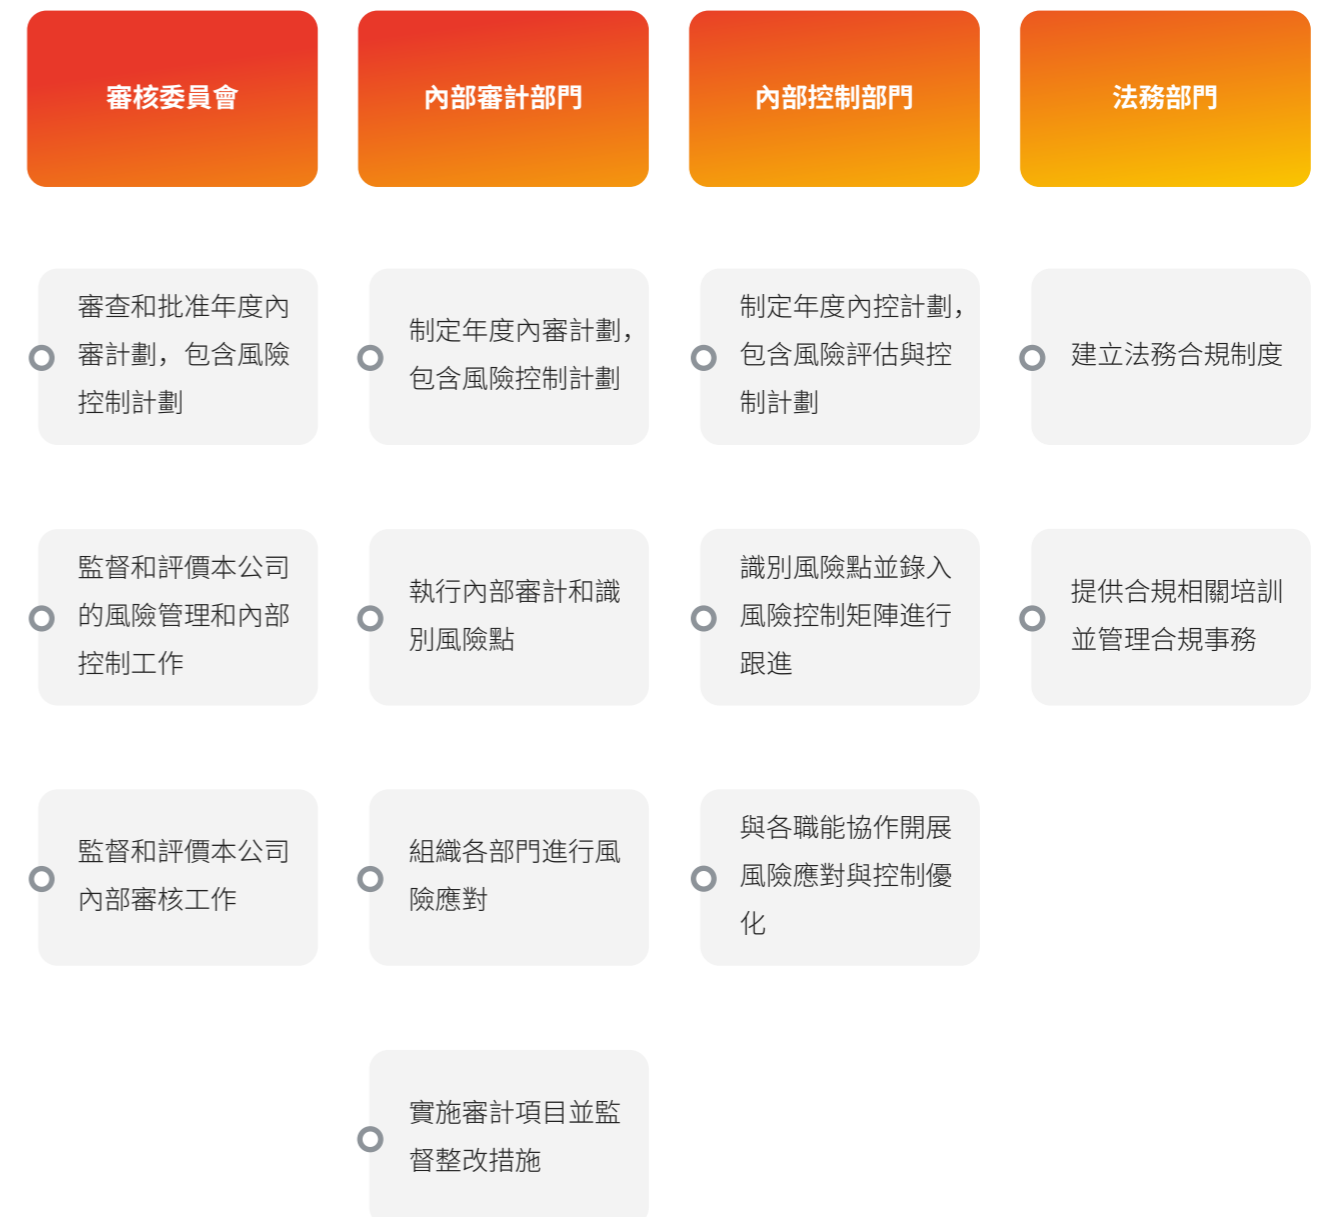 審核委員會
審查和批准年度內
審計劃，包含風險
控制計劃
監督和評價本公司
的風險管理和內部
控制工作
監督和評價本公司
內部審核工作
內部審計部門
制定年度內審計劃，
包含風險控制計劃
執行內部審計和識
別風險點
組織各部門進行風
險應對
實施審計項目並監
督整改措施
內部控制部門
制定年度內控計劃，
包含風險評估與控
制計劃
識別風險點並錄入
風險控制矩陣進行
跟進
與各職能協作開展
風險應對與控制優
化
法務部門
建立法務合規制度
提供合規相關培訓
並管理合規事務